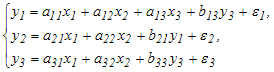 y₁ = a₁₁x₁ + a₁₂x₂ + a₁₃x₃ + b₁₃y₃ + ε₁,
y₂ = a₂₁x₁ + a₂₂x₂ + b₂₁y₁ + ε₂,
y₃ = a₃₁x₁ + a₃₂x₂ + b₃₃y₃ + ε₃